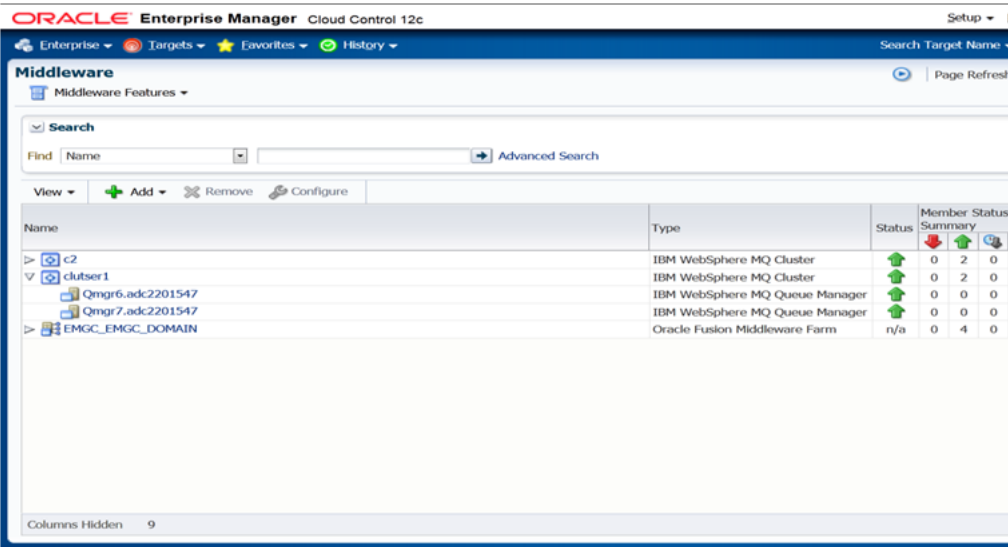 ORACLE Enterprise Manager Cloud Control 12c Setup
Enterprise Targets Favorites History Search Target Name
Middleware Page Refresh
Middleware Features
Search
Find Name Advanced Search
View Add Remove Configure
Name Type Status Member Status Summary
c2 IBM WebSphere MQ Cluster 0 2 0
clutser1 IBM WebSphere MQ Cluster 0 2 0
Qmgr6.adc2201547 IBM WebSphere MQ Queue Manager 0 0 0
Qmgr7.adc2201547 IBM WebSphere MQ Queue Manager 0 0 0
EMGC_EMGC_DOMAIN Oracle Fusion Middleware Farm n/a 0 4 0
Columns Hidden 9